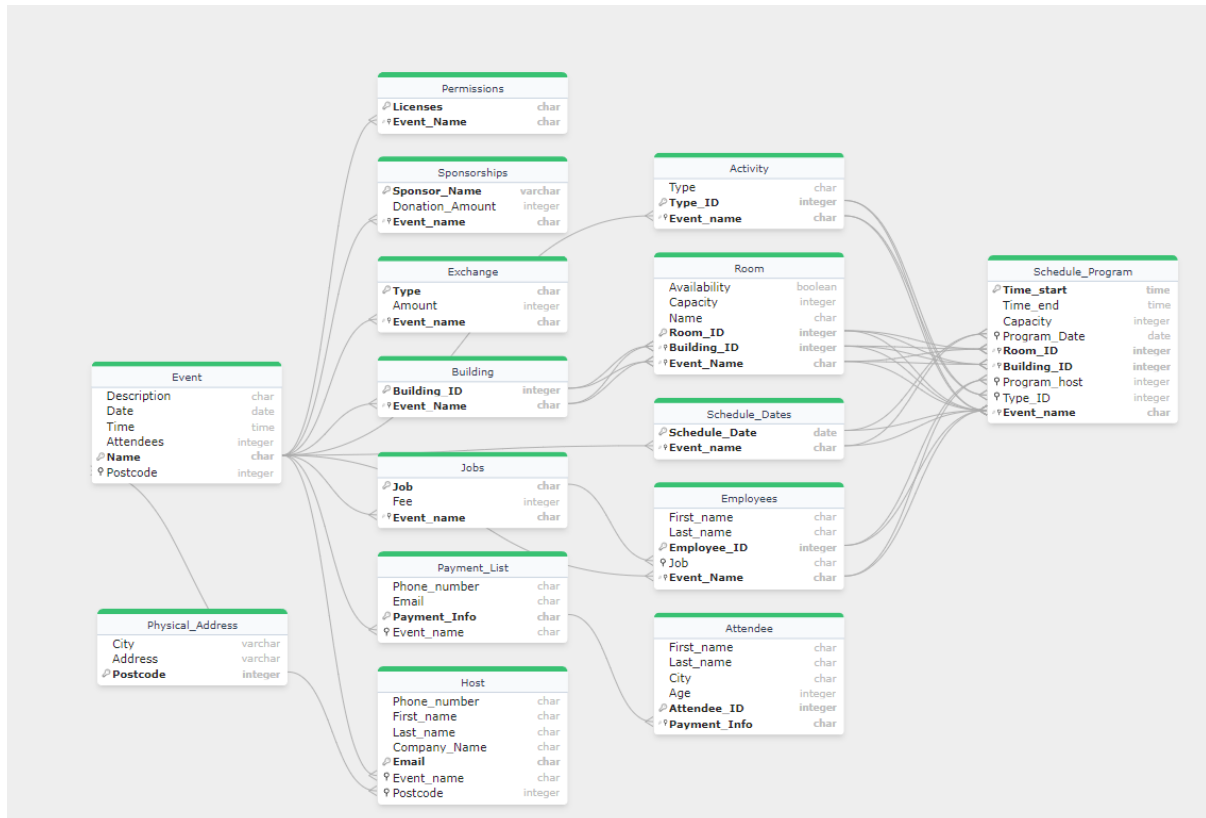 Permissions
Licenses char
Event_Name char
Sponsorships
Sponsor_Name varchar
Donation_Amount integer
Event_name char
Exchange
Type char
Amount integer
Event_name char
Building
Building_ID integer
Event_Name char
Event
Description char
Date date
Time time
Attendees integer
Name char
Postcode integer
Jobs
Job char
Fee integer
Event_name char
Payment_List
Phone_number char
Email char
Payment_Info char
Event_name char
Physical_Address
City varchar
Address varchar
Postcode integer
Host
Phone_number char
First_name char
Last_name char
Company_Name char
Email char
Event_name char
Postcode integer
Activity
Type char
Type_ID integer
Event_name char
Room
Availability boolean
Capacity integer
Name char
Room_ID integer
Building_ID integer
Event_Name char
Schedule_Dates
Schedule_Date date
Event_name char
Employees
First_name char
Last_name char
Employee_ID integer
Job char
Event_Name char
Attendee
First_name char
Last_name char
City char
Age integer
Attendee_ID integer
Payment_Info char
Schedule_Program
Time_start time
Time_end time
Capacity integer
Program_Date date
Room_ID integer
Building_ID integer
Program_host integer
Type_ID integer
Event_name char